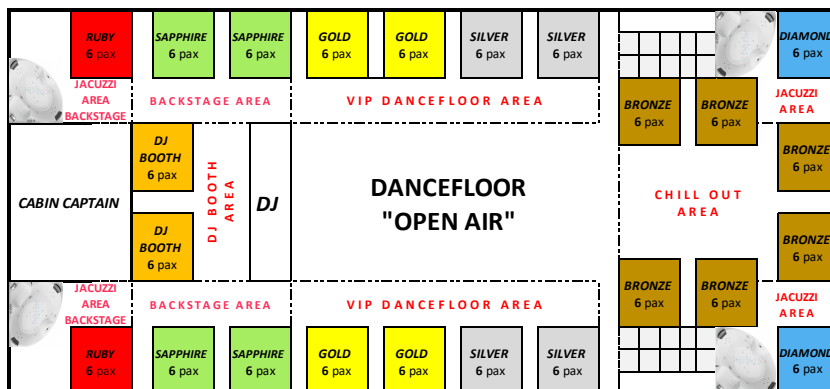 RUBY
6 pax
SAPPHIRE
6 pax
SAPPHIRE
6 pax
GOLD
6 pax
GOLD
6 pax
SILVER
6 pax
SILVER
6 pax
DIAMOND
6 pax
JACUZZI
AREA
BACKSTAGE
BACKSTAGE AREA
VIP DANCEFLOOR AREA
BRONZE
6 pax
BRONZE
6 pax
JACUZZI
AREA
CABIN CAPTAIN
DJ
BOOTH
6 pax
DJ
BOOTH
6 pax
DJ BOOTH
AREA
DJ
DANCEFLOOR
"OPEN AIR"
CHILL OUT
AREA
BRONZE
6 pax
BRONZE
6 pax
JACUZZI
AREA
BACKSTAGE
BACKSTAGE AREA
VIP DANCEFLOOR AREA
BRONZE
6 pax
BRONZE
6 pax
JACUZZI
AREA
RUBY
6 pax
SAPPHIRE
6 pax
SAPPHIRE
6 pax
GOLD
6 pax
GOLD
6 pax
SILVER
6 pax
SILVER
6 pax
DIAMOND
6 pax